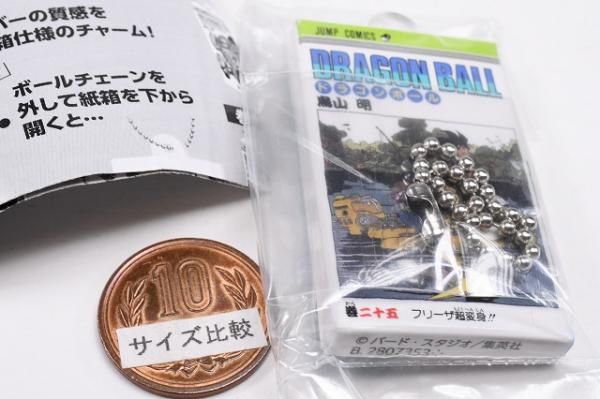 バーの質感を
箱仕様のチャーム!
ボールチェーンを
外して紙箱を下から
開くと…
JUMP COMICS
DRAGON BALL
ドラゴンボール
鳥山 明
巻二十五 フリーザ超変身!!
©バード・スタジオ/集英社
B. 2807353
10
サイズ比較